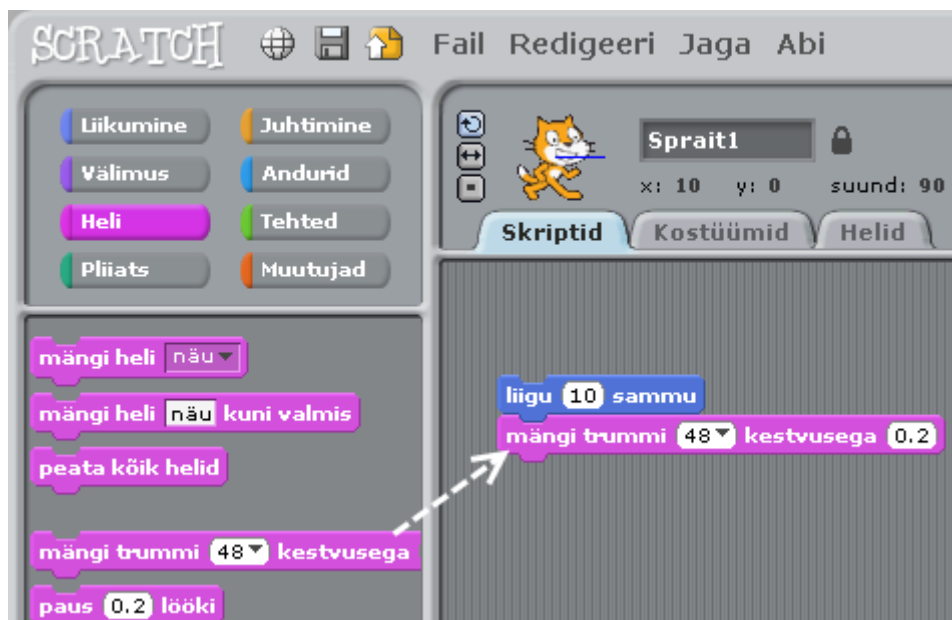 SCRATCH Fail Redigeeri Jaga Abi
Liikumine Juhtimine
Välimus Andurid
Heli Tehted
Pliiats Muutujad
Sprait1
x: 10 y: 0 suund: 90
Skriptid Kostüümid Helid
mängi heli näu
mängi heli näu kuni valmis
peata kõik helid
mängi trummi 48 kestvusega
paus 0.2 lööki
liigu 10 sammu
mängi trummi 48 kestvusega 0.2